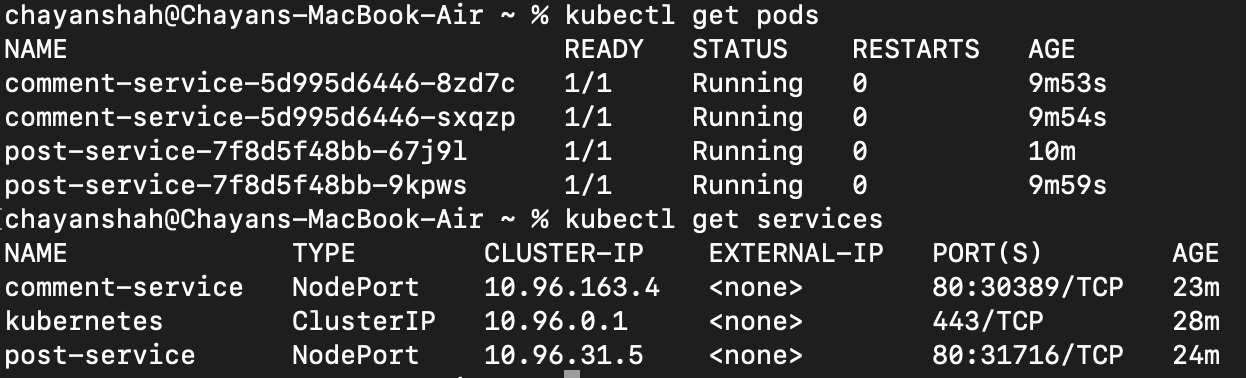 chayanshah@Chayans-MacBook-Air ~ % kubectl get pods
NAME READY STATUS RESTARTS AGE
comment-service-5d995d6446-8zd7c 1/1 Running 0 9m53s
comment-service-5d995d6446-sxqzp 1/1 Running 0 9m54s
post-service-7f8d5f48bb-67j9l 1/1 Running 0 10m
post-service-7f8d5f48bb-9kpws 1/1 Running 0 9m59s
chayanshah@Chayans-MacBook-Air ~ % kubectl get services
NAME TYPE CLUSTER-IP EXTERNAL-IP PORT(S) AGE
comment-service NodePort 10.96.163.4 <none> 80:30389/TCP 23m
kubernetes ClusterIP 10.96.0.1 <none> 443/TCP 28m
post-service NodePort 10.96.31.5 <none> 80:31716/TCP 24m